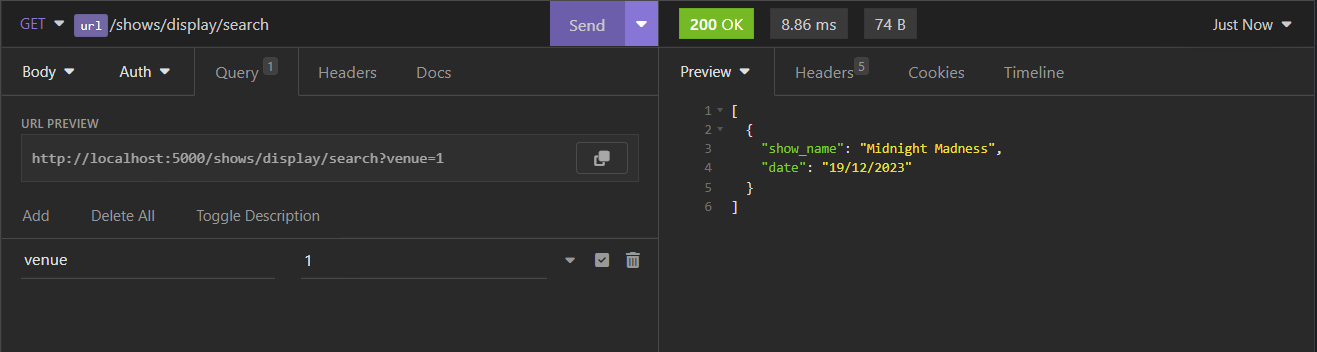 GET url /shows/display/search Send
Body Auth Query 1 Headers Docs
URL PREVIEW
http://localhost:5000/shows/display/search?venue=1
Add Delete All Toggle Description
venue 1
200 OK 8.86 ms 74 B Just Now
Preview Headers 5 Cookies Timeline
1 [
2 {
3 "show_name": "Midnight Madness",
4 "date": "19/12/2023"
5 }
6 ]